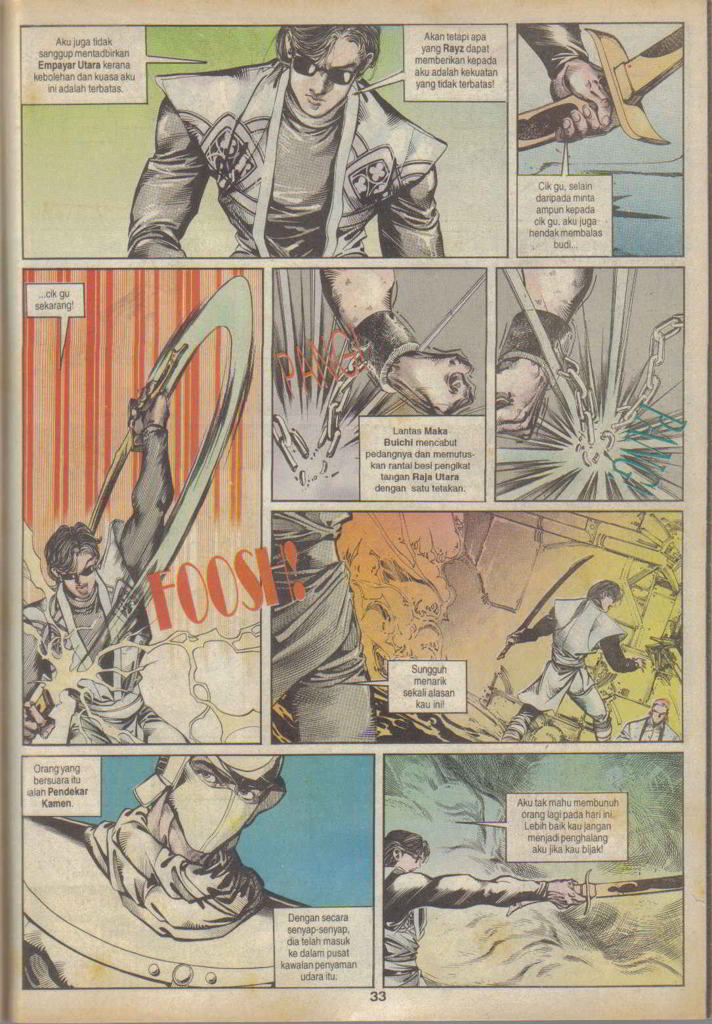 Aku juga tidak
sanggup mentadbirkan
Empayar Utara kerana
kebolehan dan kuasa aku
ini adalah terbatas.
Akan tetapi apa
yang Rayz dapat
memberikan kepada
aku adalah kekuatan
yang tidak terbatas!
Cik gu, selain
daripada minta
ampun kepada
cik gu, aku juga
hendak membalas
budi...
...cik gu
sekarang!
FOOSH!
PANG!
Lantas Maka
Buichi mencabut
pedangnya dan memutus-
kan rantai besi pengikat
tangan Raja Utara
dengan satu tetakan.
PANG!
Sungguh
menarik
sekali alasan
kau ini!
Orang yang
bersuara itu
ialah Pendekar
Kamen.
Dengan secara
senyap-senyap,
dia telah masuk
ke dalam pusat
kawalan penyaman
udara itu.
Aku tak mahu membunuh
orang lagi pada hari ini.
Lebih baik kau jangan
menjadi penghalang
aku jika kau bijak!
33